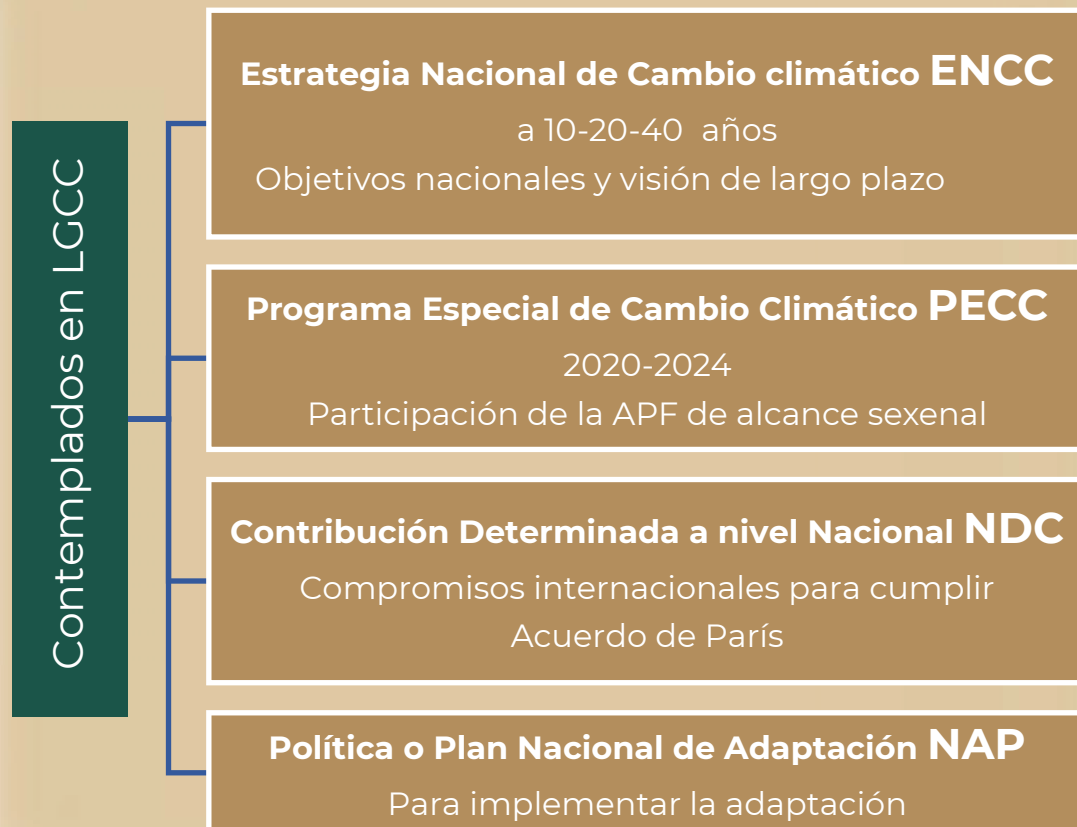 Contemplados en LGCC
Estrategia Nacional de Cambio climático ENCC
a 10-20-40 años
Objetivos nacionales y visión de largo plazo
Programa Especial de Cambio Climático PECC
2020-2024
Participación de la APF de alcance sexenal
Contribución Determinada a nivel Nacional NDC
Compromisos internacionales para cumplir
Acuerdo de París
Política o Plan Nacional de Adaptación NAP
Para implementar la adaptación